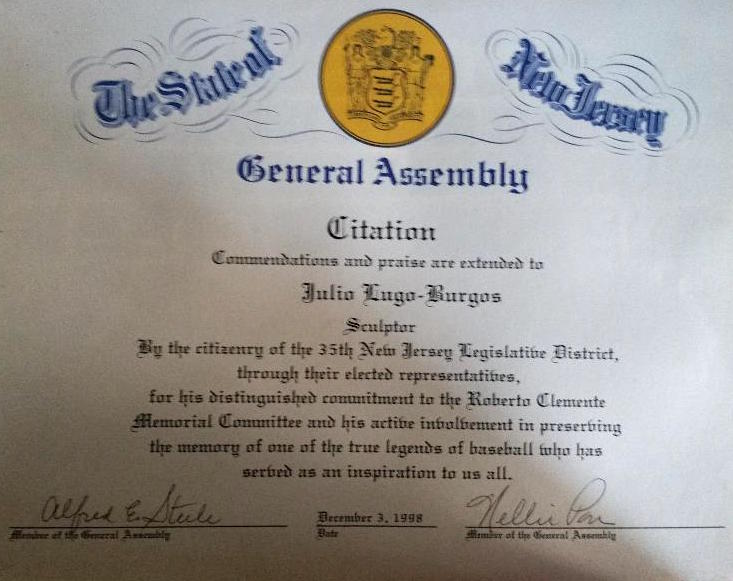 The State of
New Jersey
General Assembly
Citation
Commendations and praise are extended to
Julio Lugo-Burgos
Sculptor
By the citizenry of the 35th New Jersey Legislative District,
through their elected representatives,
for his distinguished commitment to the Roberto Clemente
Memorial Committee and his active involvement in preserving
the memory of one of the true legends of baseball who has
served as an inspiration to us all.
Alfred E. Steele
December 3, 1998
Nellie Pou
Member of the General Assembly
Date
Member of the General Assembly